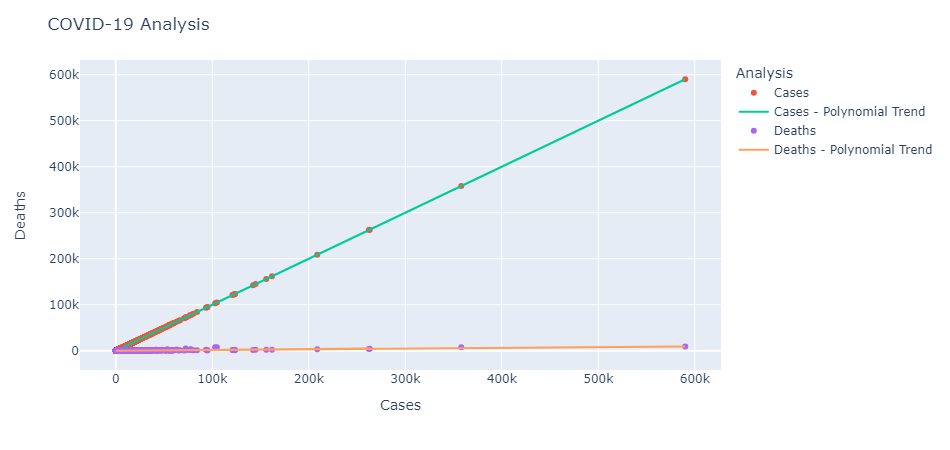 COVID-19 Analysis
600k
500k
400k
300k
200k
100k
0
Deaths
0
100k
200k
300k
400k
500k
600k
Cases
Analysis
Cases
Cases - Polynomial Trend
Deaths
Deaths - Polynomial Trend